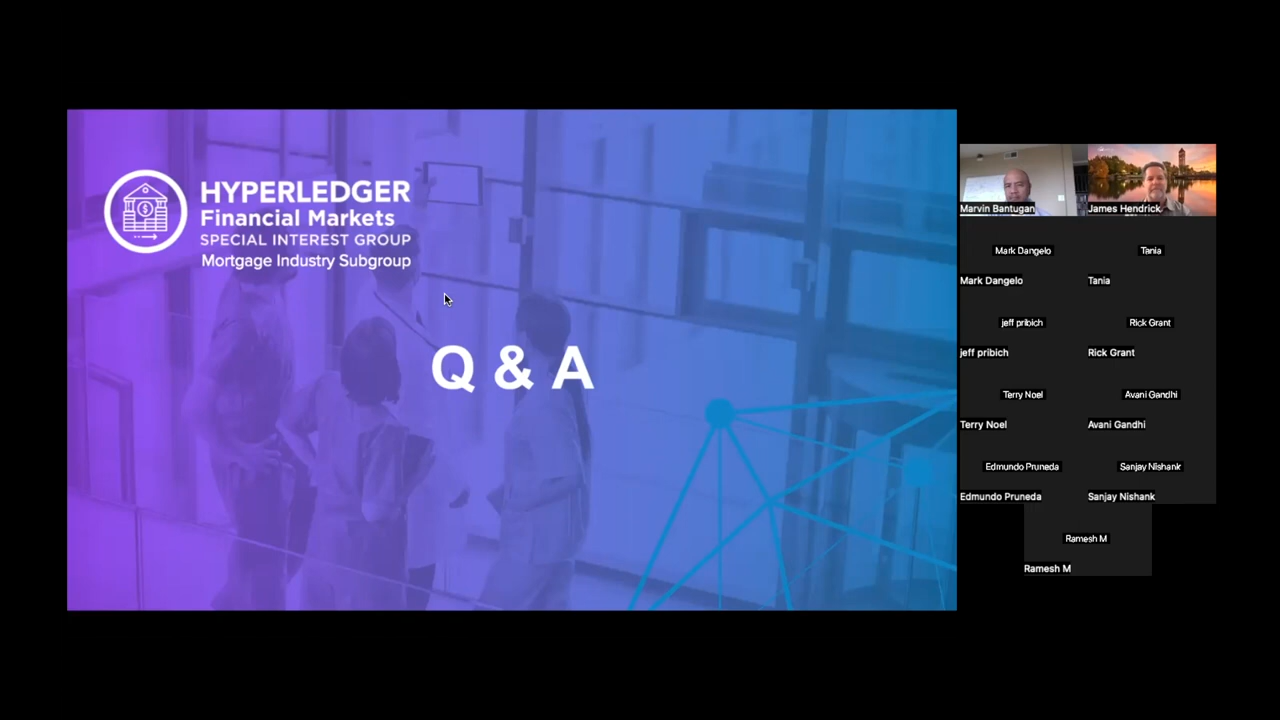 HYPERLEDGER
Financial Markets
SPECIAL INTEREST GROUP
Mortgage Industry Subgroup
Q & A
Marvin Bantugan
James Hendrick
Mark Dangelo
Tania
Mark Dangelo
Tania
jeff pribich
Rick Grant
jeff pribich
Rick Grant
Terry Noel
Avani Gandhi
Terry Noel
Avani Gandhi
Edmundo Pruneda
Sanjay Nishank
Edmundo Pruneda
Sanjay Nishank
Ramesh M
Ramesh M